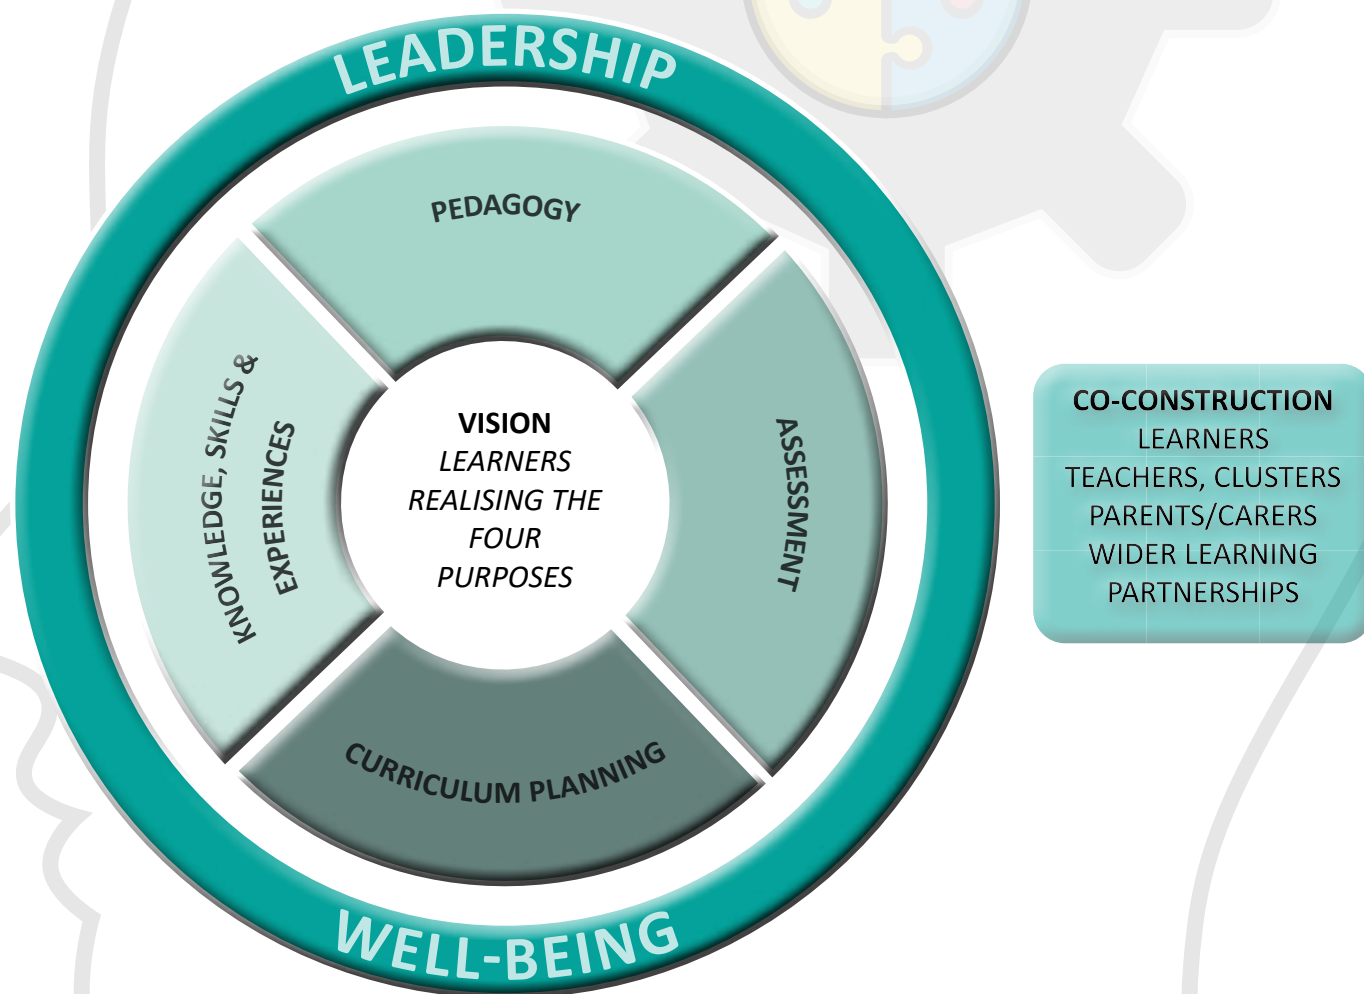 LEADERSHIP
PEDAGOGY
KNOWLEDGE, SKILLS &
EXPERIENCES
VISION
LEARNERS
REALISING THE
FOUR
PURPOSES
ASSESSMENT
CURRICULUM PLANNING
WELL-BEING
CO-CONSTRUCTION
LEARNERS
TEACHERS, CLUSTERS
PARENTS/CARERS
WIDER LEARNING
PARTNERSHIPS